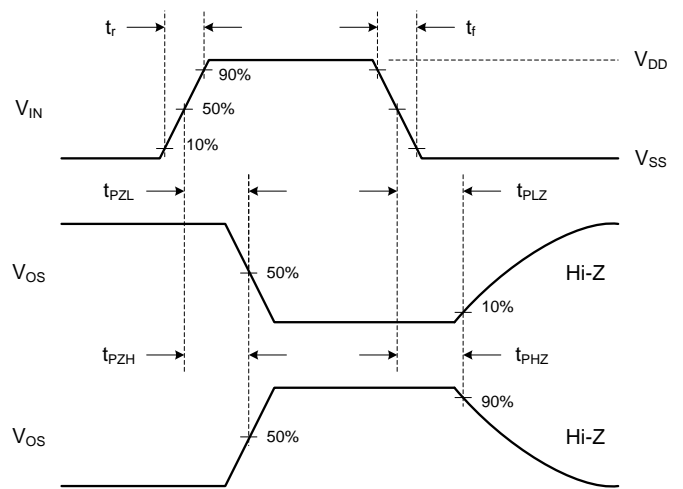 tr tf
90% VDD
VIN 50%
10% VSS
tPZL tPLZ
VOS 50% Hi-Z
10%
tPZH tPHZ
90%
VOS 50% Hi-Z